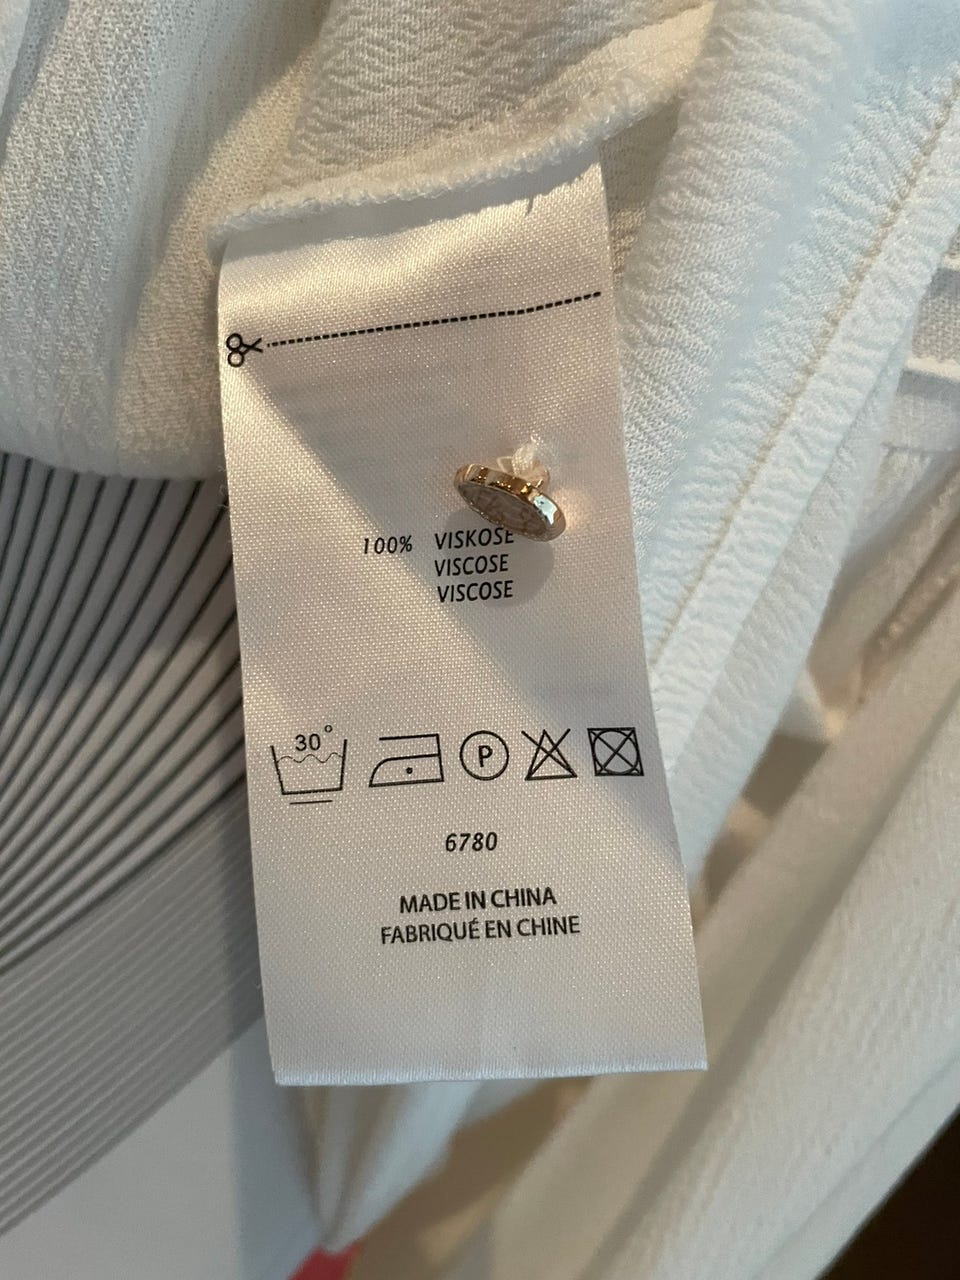 100% VISKOSE
VISCOSE
VISCOSE
30°
P
6780
MADE IN CHINA
FABRIQUÉ EN CHINE